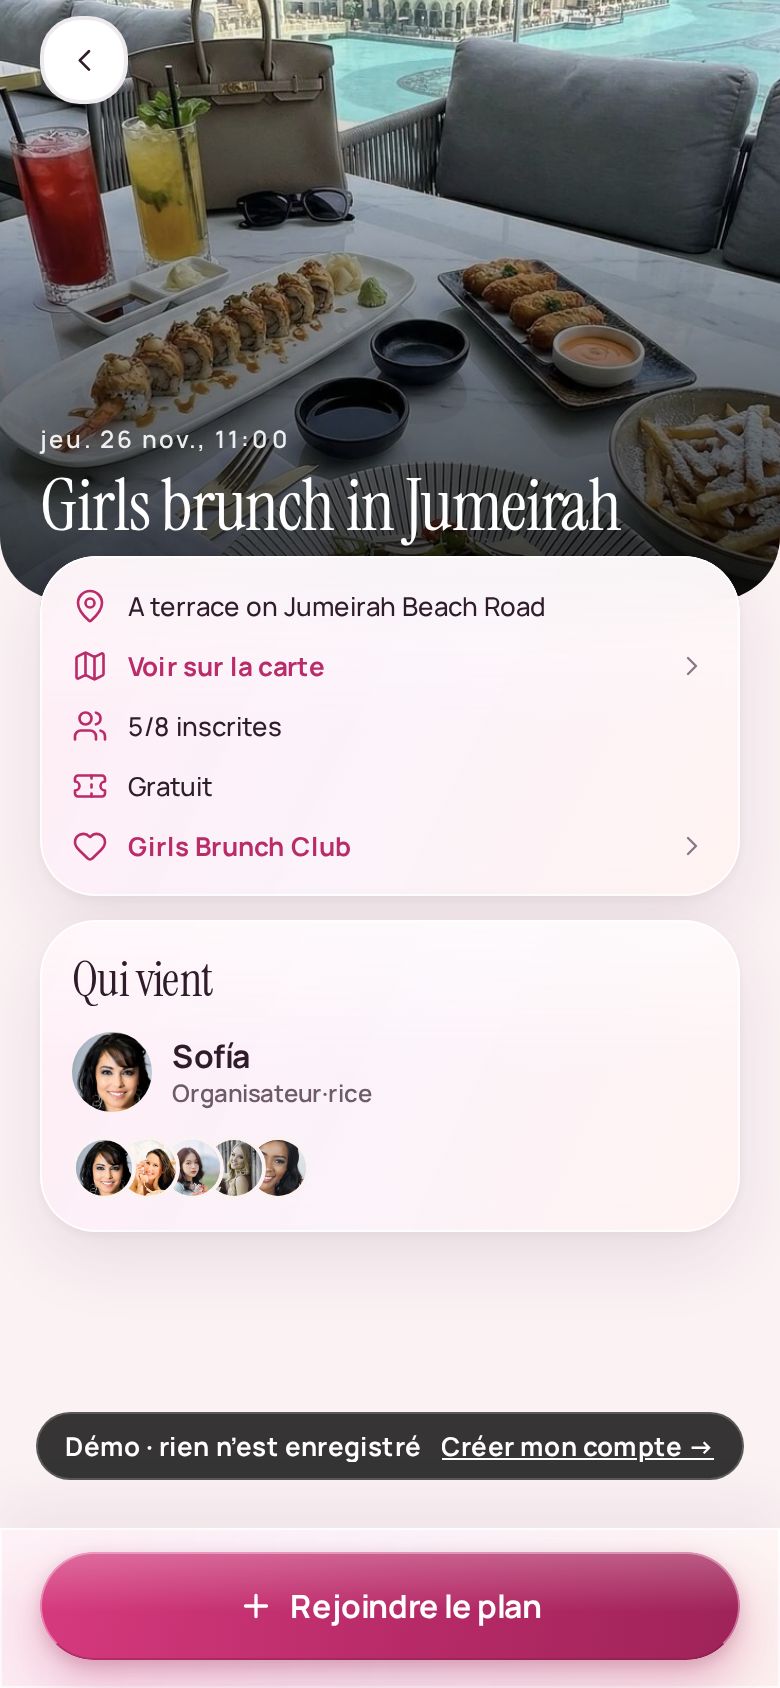 jeu. 26 nov., 11:00
Girls brunch in Jumeirah
A terrace on Jumeirah Beach Road
Voir sur la carte
5/8 inscrites
Gratuit
Girls Brunch Club
Qui vient
Sofía
Organisateur·rice
Démo · rien n’est enregistré Créer mon compte →
+ Rejoindre le plan